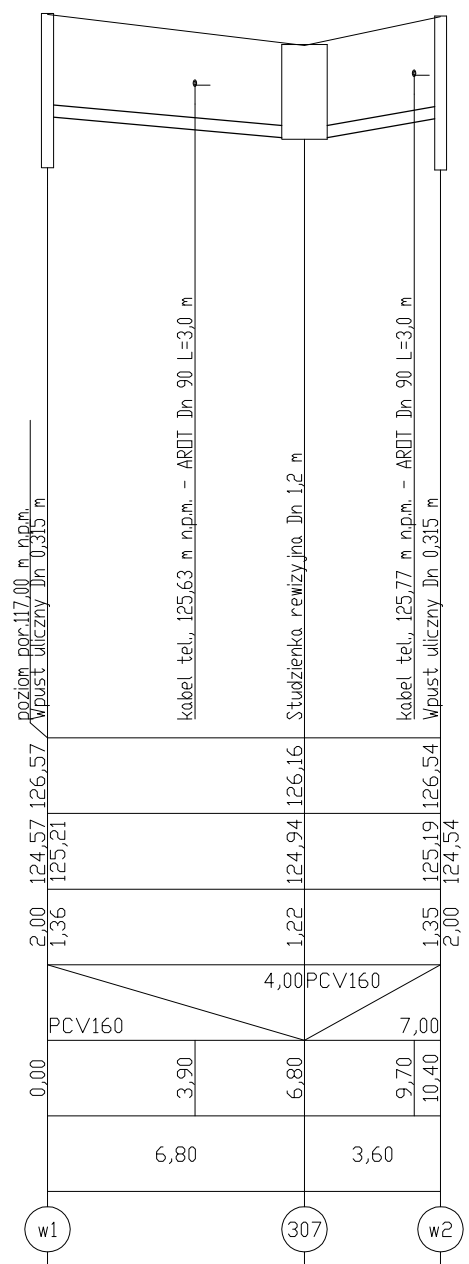 poziom por.117,00 m n.p.m.
Wpust uliczny Dn 0,315 m
kabel tel., 125,63 m n.p.m. - AROT Dn 90 L=3,0 m
Studzienka rewizyjna Dn 1,2 m
kabel tel., 125,77 m n.p.m. - AROT Dn 90 L=3,0 m
Wpust uliczny Dn 0,315 m
126,57
126,16
126,54
124,57
125,21
124,94
125,19
124,54
2,00
1,36
1,22
1,35
2,00
4,00 PCV160
PCV160
7,00
0,00
3,90
6,80
9,70
10,40
6,80
3,60
w1
307
w2